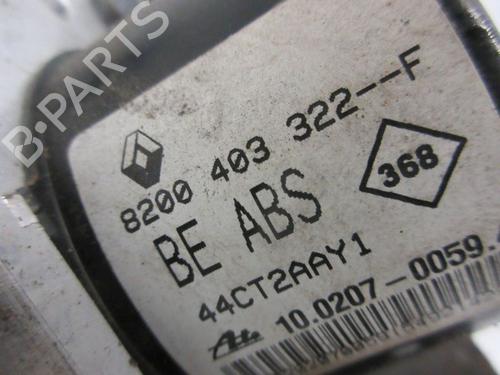 B-PARTS
8200 403 322--F
BE ABS
368
44CT2AAY1
10.0207-0059.